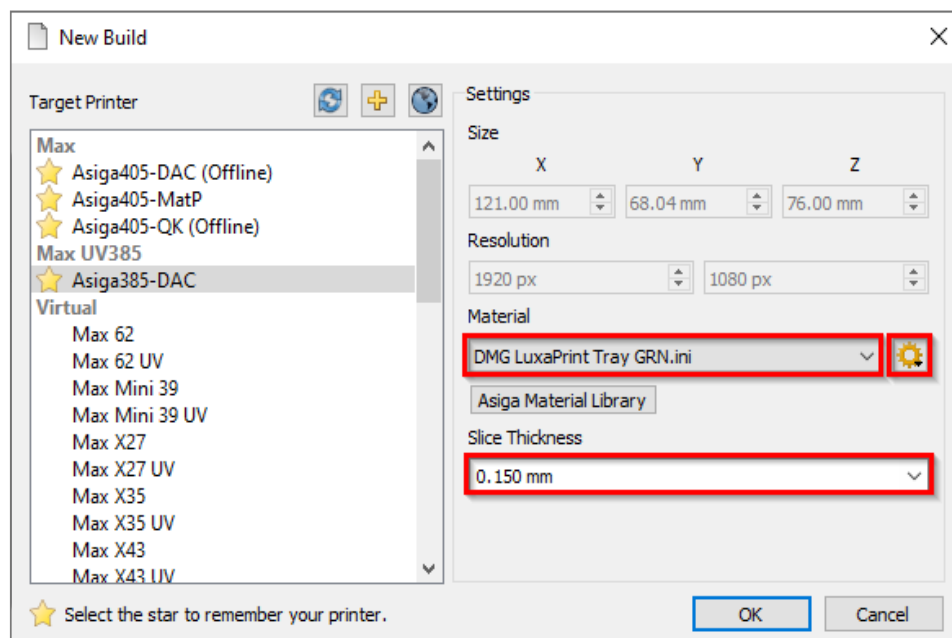 New Build
Target Printer
Max
Asiga405-DAC (Offline)
Asiga405-MatP
Asiga405-QK (Offline)
Max UV385
Asiga385-DAC
Virtual
Max 62
Max 62 UV
Max Mini 39
Max Mini 39 UV
Max X27
Max X27 UV
Max X35
Max X35 UV
Max X43
Max X43 UV
Select the star to remember your printer.
Settings
Size
X Y Z
121.00 mm 68.04 mm 76.00 mm
Resolution
1920 px 1080 px
Material
DMG LuxaPrint Tray GRN.ini
Asiga Material Library
Slice Thickness
0.150 mm
OK Cancel